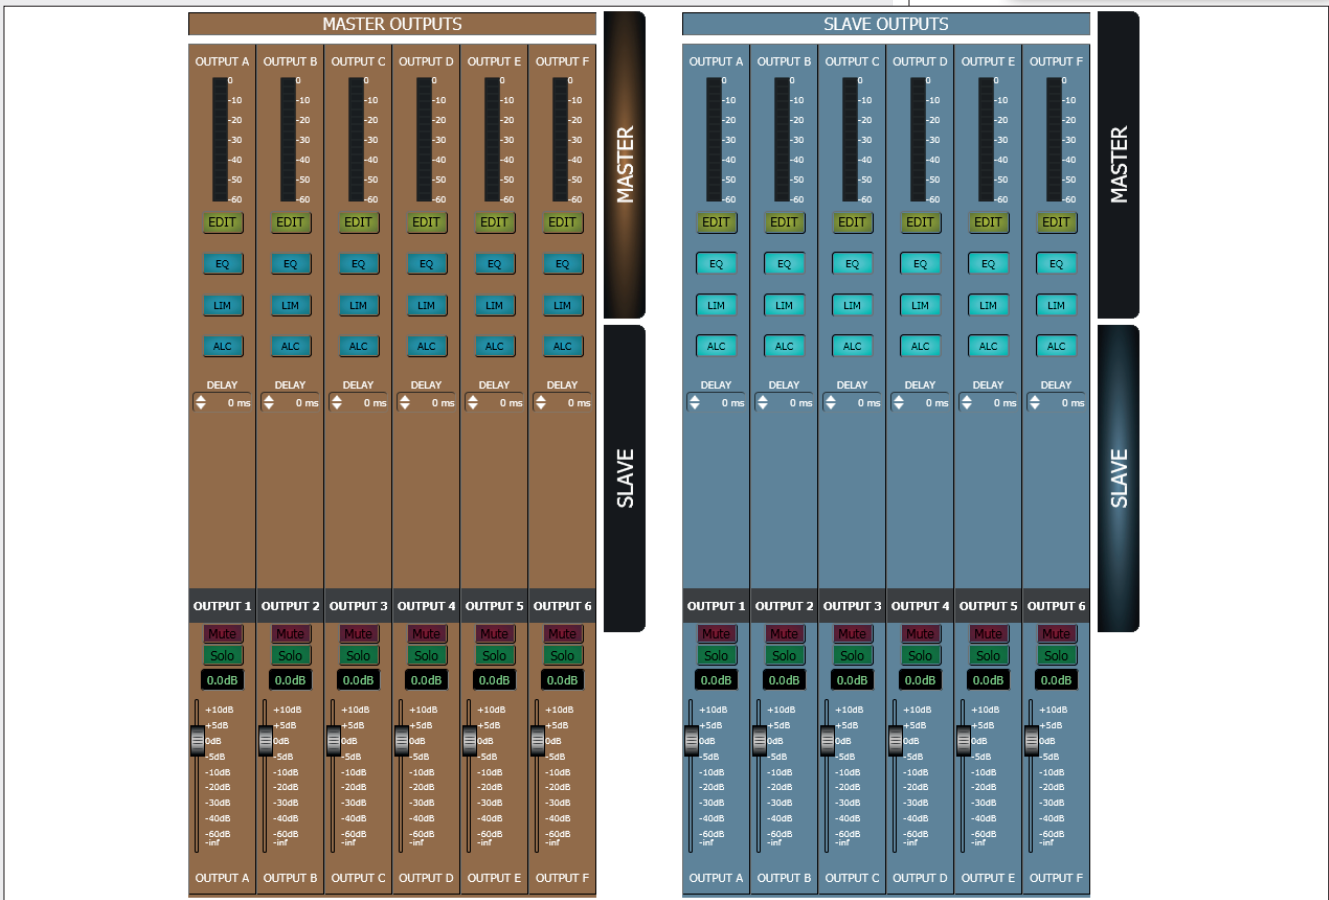 MASTER OUTPUTS
OUTPUT A OUTPUT B OUTPUT C OUTPUT D OUTPUT E OUTPUT F
0 0 0 0 0 0
-10 -10 -10 -10 -10 -10
-20 -20 -20 -20 -20 -20
-30 -30 -30 -30 -30 -30
-40 -40 -40 -40 -40 -40
-50 -50 -50 -50 -50 -50
-60 -60 -60 -60 -60 -60
EDIT EDIT EDIT EDIT EDIT EDIT
EQ EQ EQ EQ EQ EQ
LIM LIM LIM LIM LIM LIM
ALC ALC ALC ALC ALC ALC
DELAY DELAY DELAY DELAY DELAY DELAY
0 ms 0 ms 0 ms 0 ms 0 ms 0 ms
OUTPUT 1 OUTPUT 2 OUTPUT 3 OUTPUT 4 OUTPUT 5 OUTPUT 6
Mute Mute Mute Mute Mute Mute
Solo Solo Solo Solo Solo Solo
0.0dB 0.0dB 0.0dB 0.0dB 0.0dB 0.0dB
+10dB +10dB +10dB +10dB +10dB +10dB
+5dB +5dB +5dB +5dB +5dB +5dB
0dB 0dB 0dB 0dB 0dB 0dB
-5dB -5dB -5dB -5dB -5dB -5dB
-10dB -10dB -10dB -10dB -10dB -10dB
-20dB -20dB -20dB -20dB -20dB -20dB
-30dB -30dB -30dB -30dB -30dB -30dB
-40dB -40dB -40dB -40dB -40dB -40dB
-60dB -60dB -60dB -60dB -60dB -60dB
-inf -inf -inf -inf -inf -inf
OUTPUT A OUTPUT B OUTPUT C OUTPUT D OUTPUT E OUTPUT F
MASTER
SLAVE
SLAVE OUTPUTS
OUTPUT A OUTPUT B OUTPUT C OUTPUT D OUTPUT E OUTPUT F
0 0 0 0 0 0
-10 -10 -10 -10 -10 -10
-20 -20 -20 -20 -20 -20
-30 -30 -30 -30 -30 -30
-40 -40 -40 -40 -40 -40
-50 -50 -50 -50 -50 -50
-60 -60 -60 -60 -60 -60
EDIT EDIT EDIT EDIT EDIT EDIT
EQ EQ EQ EQ EQ EQ
LIM LIM LIM LIM LIM LIM
ALC ALC ALC ALC ALC ALC
DELAY DELAY DELAY DELAY DELAY DELAY
0 ms 0 ms 0 ms 0 ms 0 ms 0 ms
OUTPUT 1 OUTPUT 2 OUTPUT 3 OUTPUT 4 OUTPUT 5 OUTPUT 6
Mute Mute Mute Mute Mute Mute
Solo Solo Solo Solo Solo Solo
0.0dB 0.0dB 0.0dB 0.0dB 0.0dB 0.0dB
+10dB +10dB +10dB +10dB +10dB +10dB
+5dB +5dB +5dB +5dB +5dB +5dB
0dB 0dB 0dB 0dB 0dB 0dB
-5dB -5dB -5dB -5dB -5dB -5dB
-10dB -10dB -10dB -10dB -10dB -10dB
-20dB -20dB -20dB -20dB -20dB -20dB
-30dB -30dB -30dB -30dB -30dB -30dB
-40dB -40dB -40dB -40dB -40dB -40dB
-60dB -60dB -60dB -60dB -60dB -60dB
-inf -inf -inf -inf -inf -inf
OUTPUT A OUTPUT B OUTPUT C OUTPUT D OUTPUT E OUTPUT F
MASTER
SLAVE